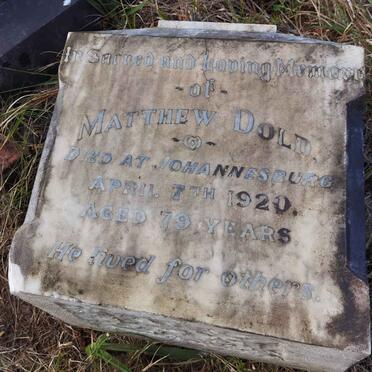 In Sacred and Loving Memory
- of -
MATTHEW DOLD.
DIED AT JOHANNESBURG
APRIL 7TH 1920.
AGED 79 YEARS
He lived for others.